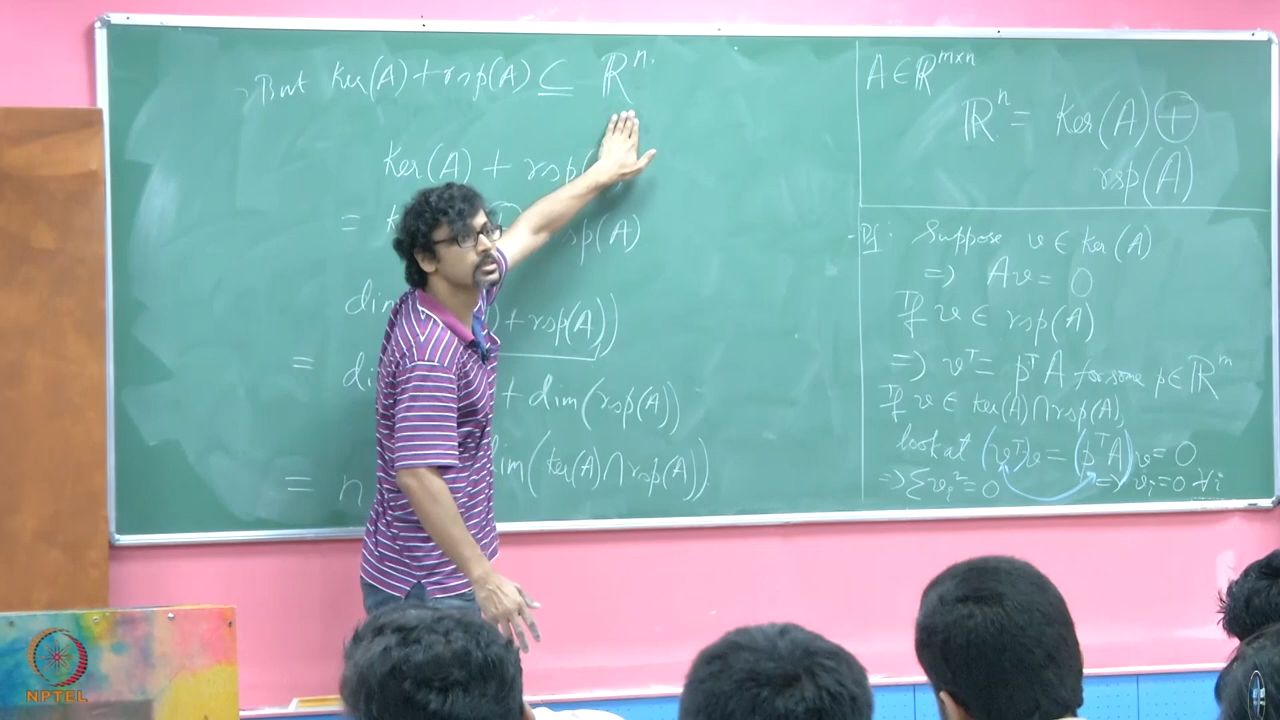 But ker(A)+rsp(A) ⊆ ℝⁿ.
ker(A) + rsp(
= rsp(A)
+rsp(A))
= + dim(rsp(A))
= n dim(ker(A)∩rsp(A))
A∈ℝᵐˣⁿ
ℝⁿ = ker(A) ⊕
rsp(A)
Pf: Suppose v ∈ ker(A)
=> Av = 0
If v ∈ rsp(A)
=> vᵀ = pᵀA for some p∈ℝᵐ
If v ∈ ker(A)∩rsp(A),
look at (vᵀ)v = (pᵀA)v = 0
=> Σvᵢ² = 0 => vᵢ=0 ∀i
NPTEL